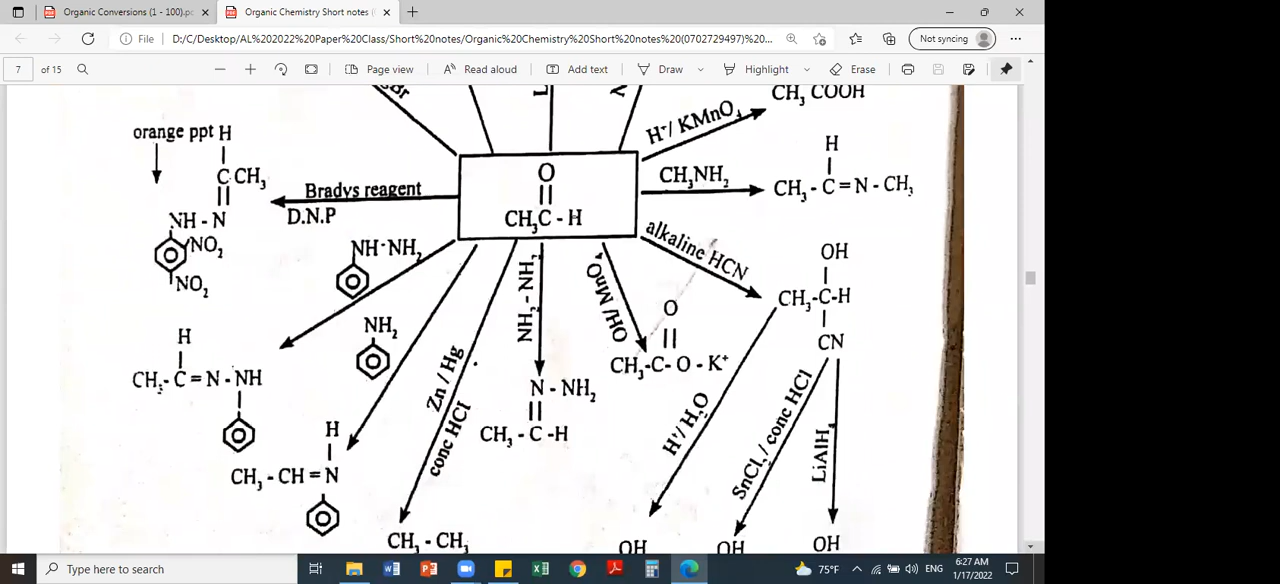 Organic Conversions (1 - 100).p
Organic Chemistry Short notes (
File
D:/C/Desktop/AL%202022%20Paper%20Class/Short%20notes/Organic%20Chemistry%20Short%20notes%20(0702729497)%20...
Not syncing
7 of 15
Page view
Read aloud
Add text
Draw
Highlight
Erase
CH₃ COOH
H⁺/ KMnO₄
orange ppt H
C CH₃
NH - N
NO₂
NO₂
Bradys reagent
D.N.P
O
CH₃C - H
CH₃NH₂
H
CH₃ - C = N - CH₃
alkaline HCN
OH
CH₃-C-H
CN
NH-NH₂
H
CH₃- C = N - NH
NH₂
H
CH₃ - CH = N
Zn / Hg
conc HCl
CH₃ - CH₃
NH₂-NH₂
N - NH₂
CH₃ - C -H
OH/ MnO₄
O
CH₃-C- O - K⁺
H⁺/ H₂O
OH
SnCl₂ / conc HCl
OH
LiAlH₄
OH
Type here to search
75°F
ENG
6:27 AM
1/17/2022